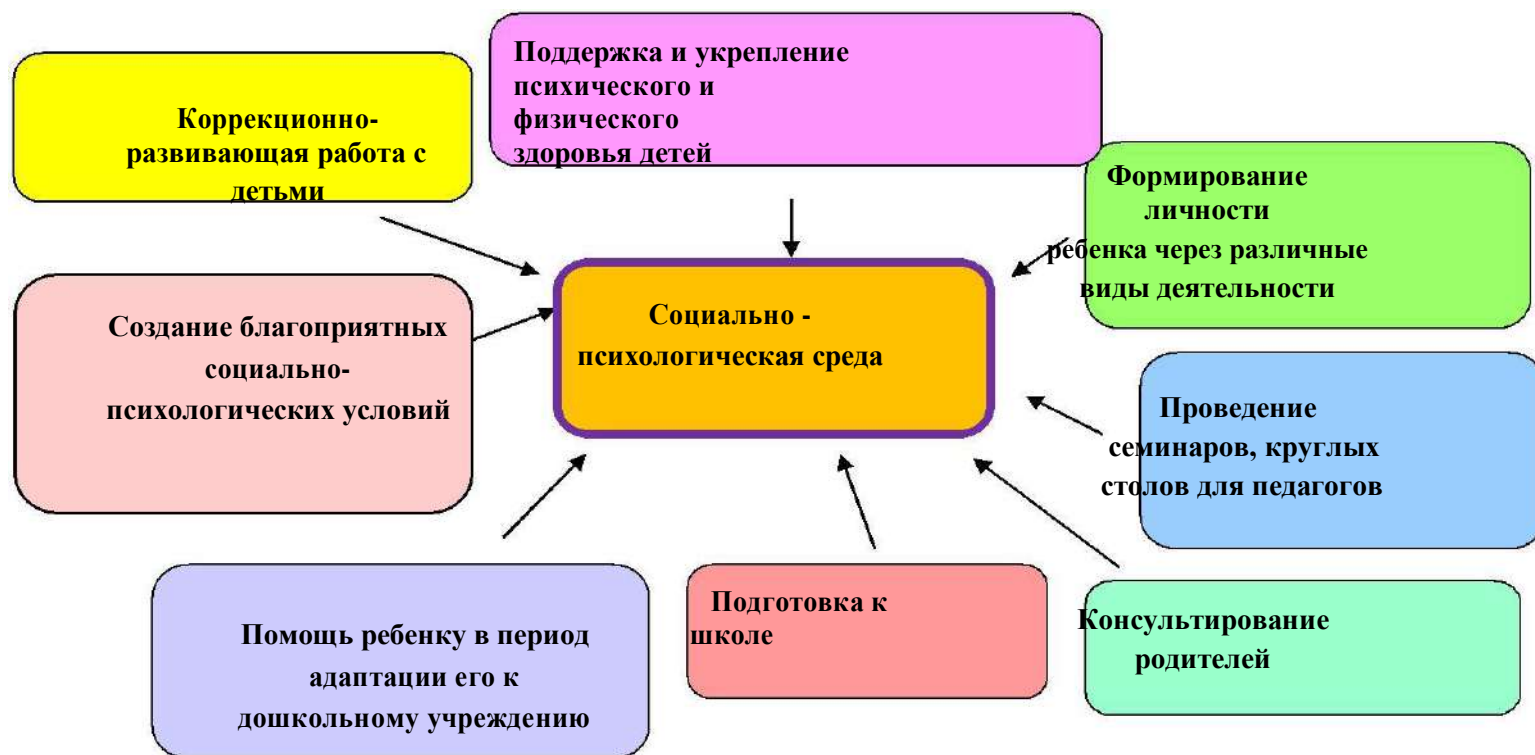 Поддержка и укрепление
психического и
физического
здоровья детей
Коррекционно-
развивающая работа с
детьми
Формирование
личности
ребенка через различные
виды деятельности
Создание благоприятных
социально-
психологических условий
Социально -
психологическая среда
Проведение
семинаров, круглых
столов для педагогов
Помощь ребенку в период
адаптации его к
дошкольному учреждению
Подготовка к
школе
Консультирование
родителей